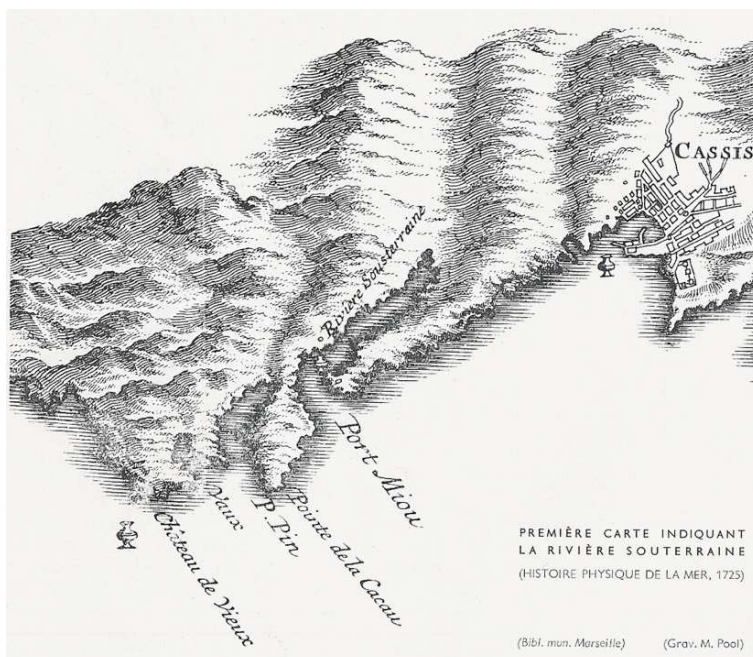 CASSIS
Rivière Sousterraine
Port Miou
Pointe de la Cacau
P. Pin
Vaux
Château de Vieux
PREMIÈRE CARTE INDIQUANT
LA RIVIÈRE SOUTERRAINE
(HISTOIRE PHYSIQUE DE LA MER, 1725)
(Bibl. mun. Marseille) (Grav. M. Pool)